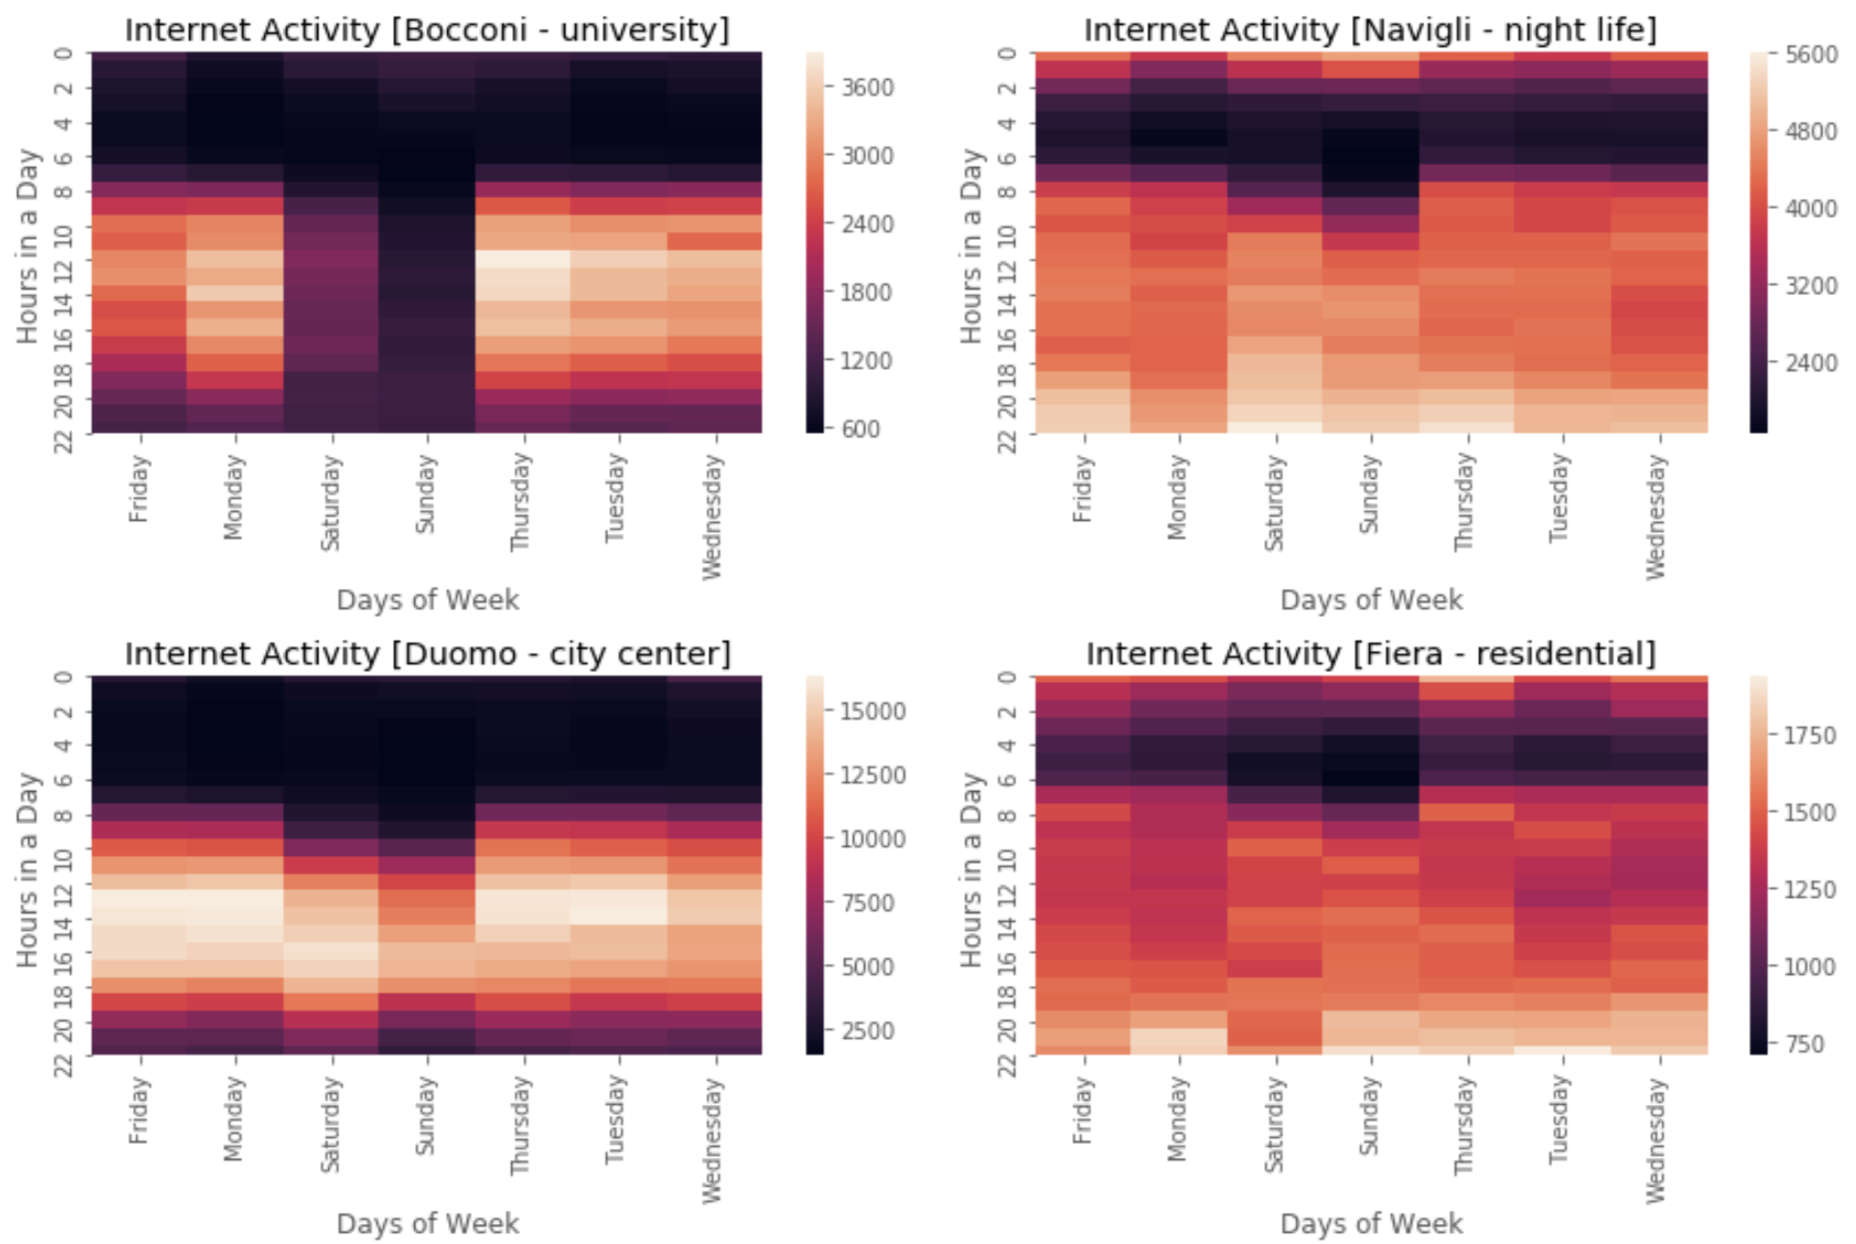 Internet Activity [Bocconi - university]
Hours in a Day
0
2
4
6
8
10
12
14
16
18
20
22
Friday
Monday
Saturday
Sunday
Thursday
Tuesday
Wednesday
Days of Week
3600
3000
2400
1800
1200
600
Internet Activity [Navigli - night life]
Hours in a Day
0
2
4
6
8
10
12
14
16
18
20
22
Friday
Monday
Saturday
Sunday
Thursday
Tuesday
Wednesday
Days of Week
5600
4800
4000
3200
2400
Internet Activity [Duomo - city center]
Hours in a Day
0
2
4
6
8
10
12
14
16
18
20
22
Friday
Monday
Saturday
Sunday
Thursday
Tuesday
Wednesday
Days of Week
15000
12500
10000
7500
5000
2500
Internet Activity [Fiera - residential]
Hours in a Day
0
2
4
6
8
10
12
14
16
18
20
22
Friday
Monday
Saturday
Sunday
Thursday
Tuesday
Wednesday
Days of Week
1750
1500
1250
1000
750